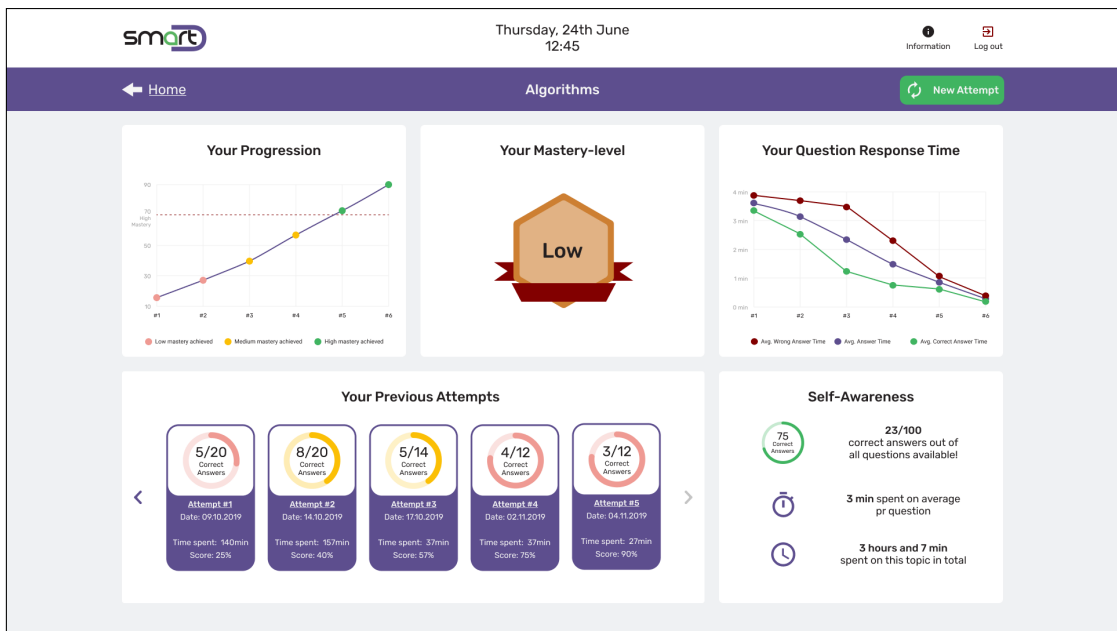 smart
Thursday, 24th June
12:45
Information
Log out
Home
Algorithms
New Attempt
Your Progression
90
70
High
Mastery
50
30
10
#1 #2 #3 #4 #5 #6
Low mastery achieved Medium mastery achieved High mastery achieved
Your Mastery-level
Low
Your Question Response Time
4 min
3 min
2 min
1 min
0 min
#1 #2 #3 #4 #5 #6
Avg. Wrong Answer Time Avg. Answer Time Avg. Correct Answer Time
Your Previous Attempts
5/20
Correct
Answers
Attempt #1
Date: 09.10.2019
Time spent: 140min
Score: 25%
8/20
Correct
Answers
Attempt #2
Date: 14.10.2019
Time spent: 157min
Score: 40%
5/14
Correct
Answers
Attempt #3
Date: 17.10.2019
Time spent: 37min
Score: 57%
4/12
Correct
Answers
Attempt #4
Date: 02.11.2019
Time spent: 37min
Score: 75%
3/12
Correct
Answers
Attempt #5
Date: 04.11.2019
Time spent: 27min
Score: 90%
Self-Awareness
75
Correct
Answers
23/100
correct answers out of
all questions available!
3 min spent on average
pr question
3 hours and 7 min
spent on this topic in total